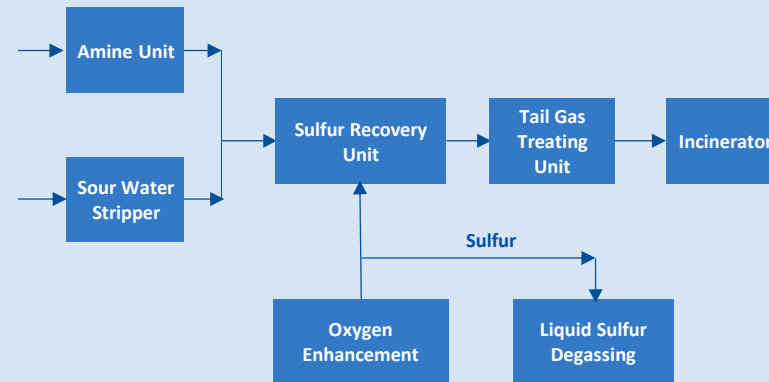 Amine Unit
Sour Water
Stripper
Sulfur Recovery
Unit
Tail Gas
Treating
Unit
Incinerator
Sulfur
Oxygen
Enhancement
Liquid Sulfur
Degassing